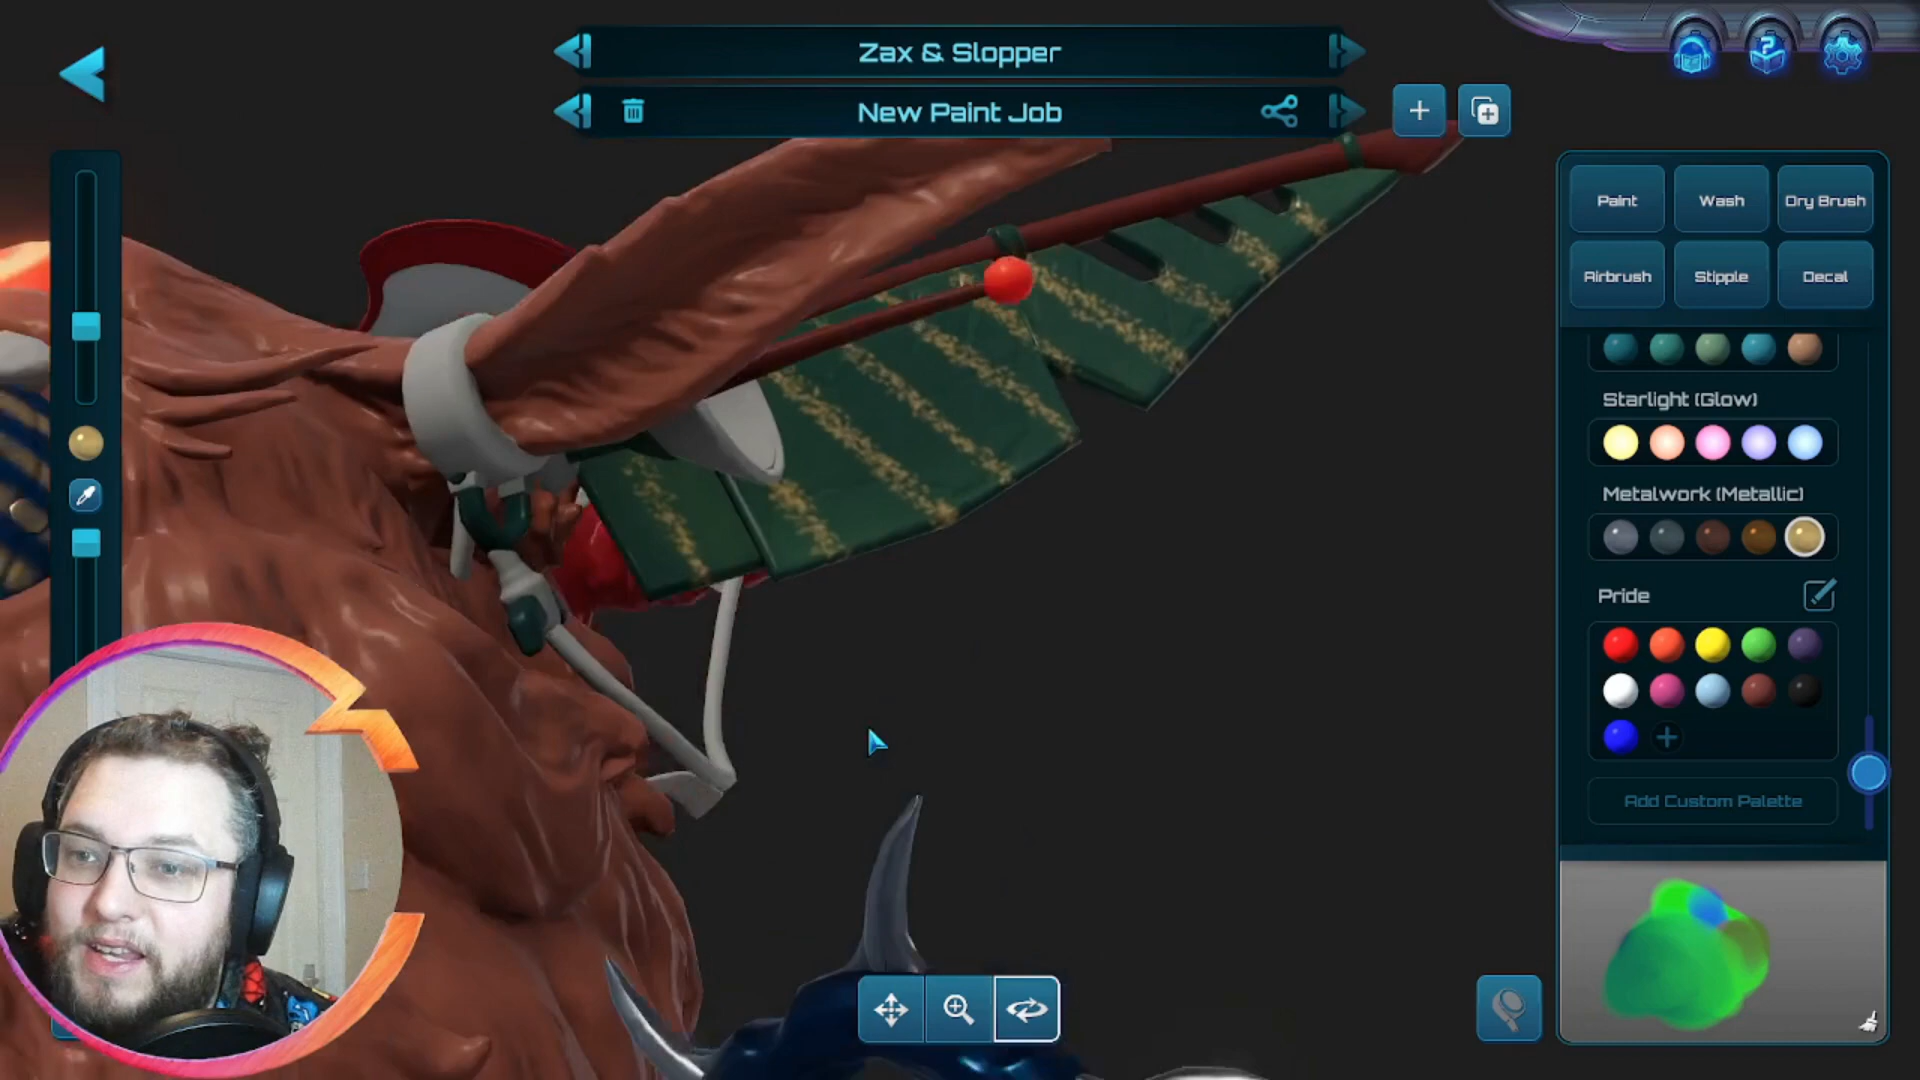 Zax & Slopper
New Paint Job
Paint
Wash
Dry Brush
Airbrush
Stipple
Decal
Starlight (Glow)
Metalwork (Metallic)
Pride
Add Custom Palette